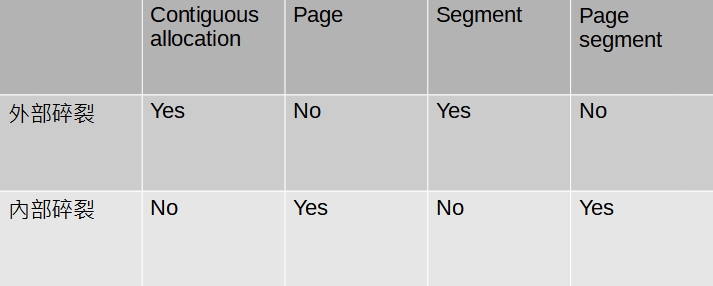 Contiguous
allocation
Page
Segment
Page
segment
外部碎裂
Yes
No
Yes
No
內部碎裂
No
Yes
No
Yes